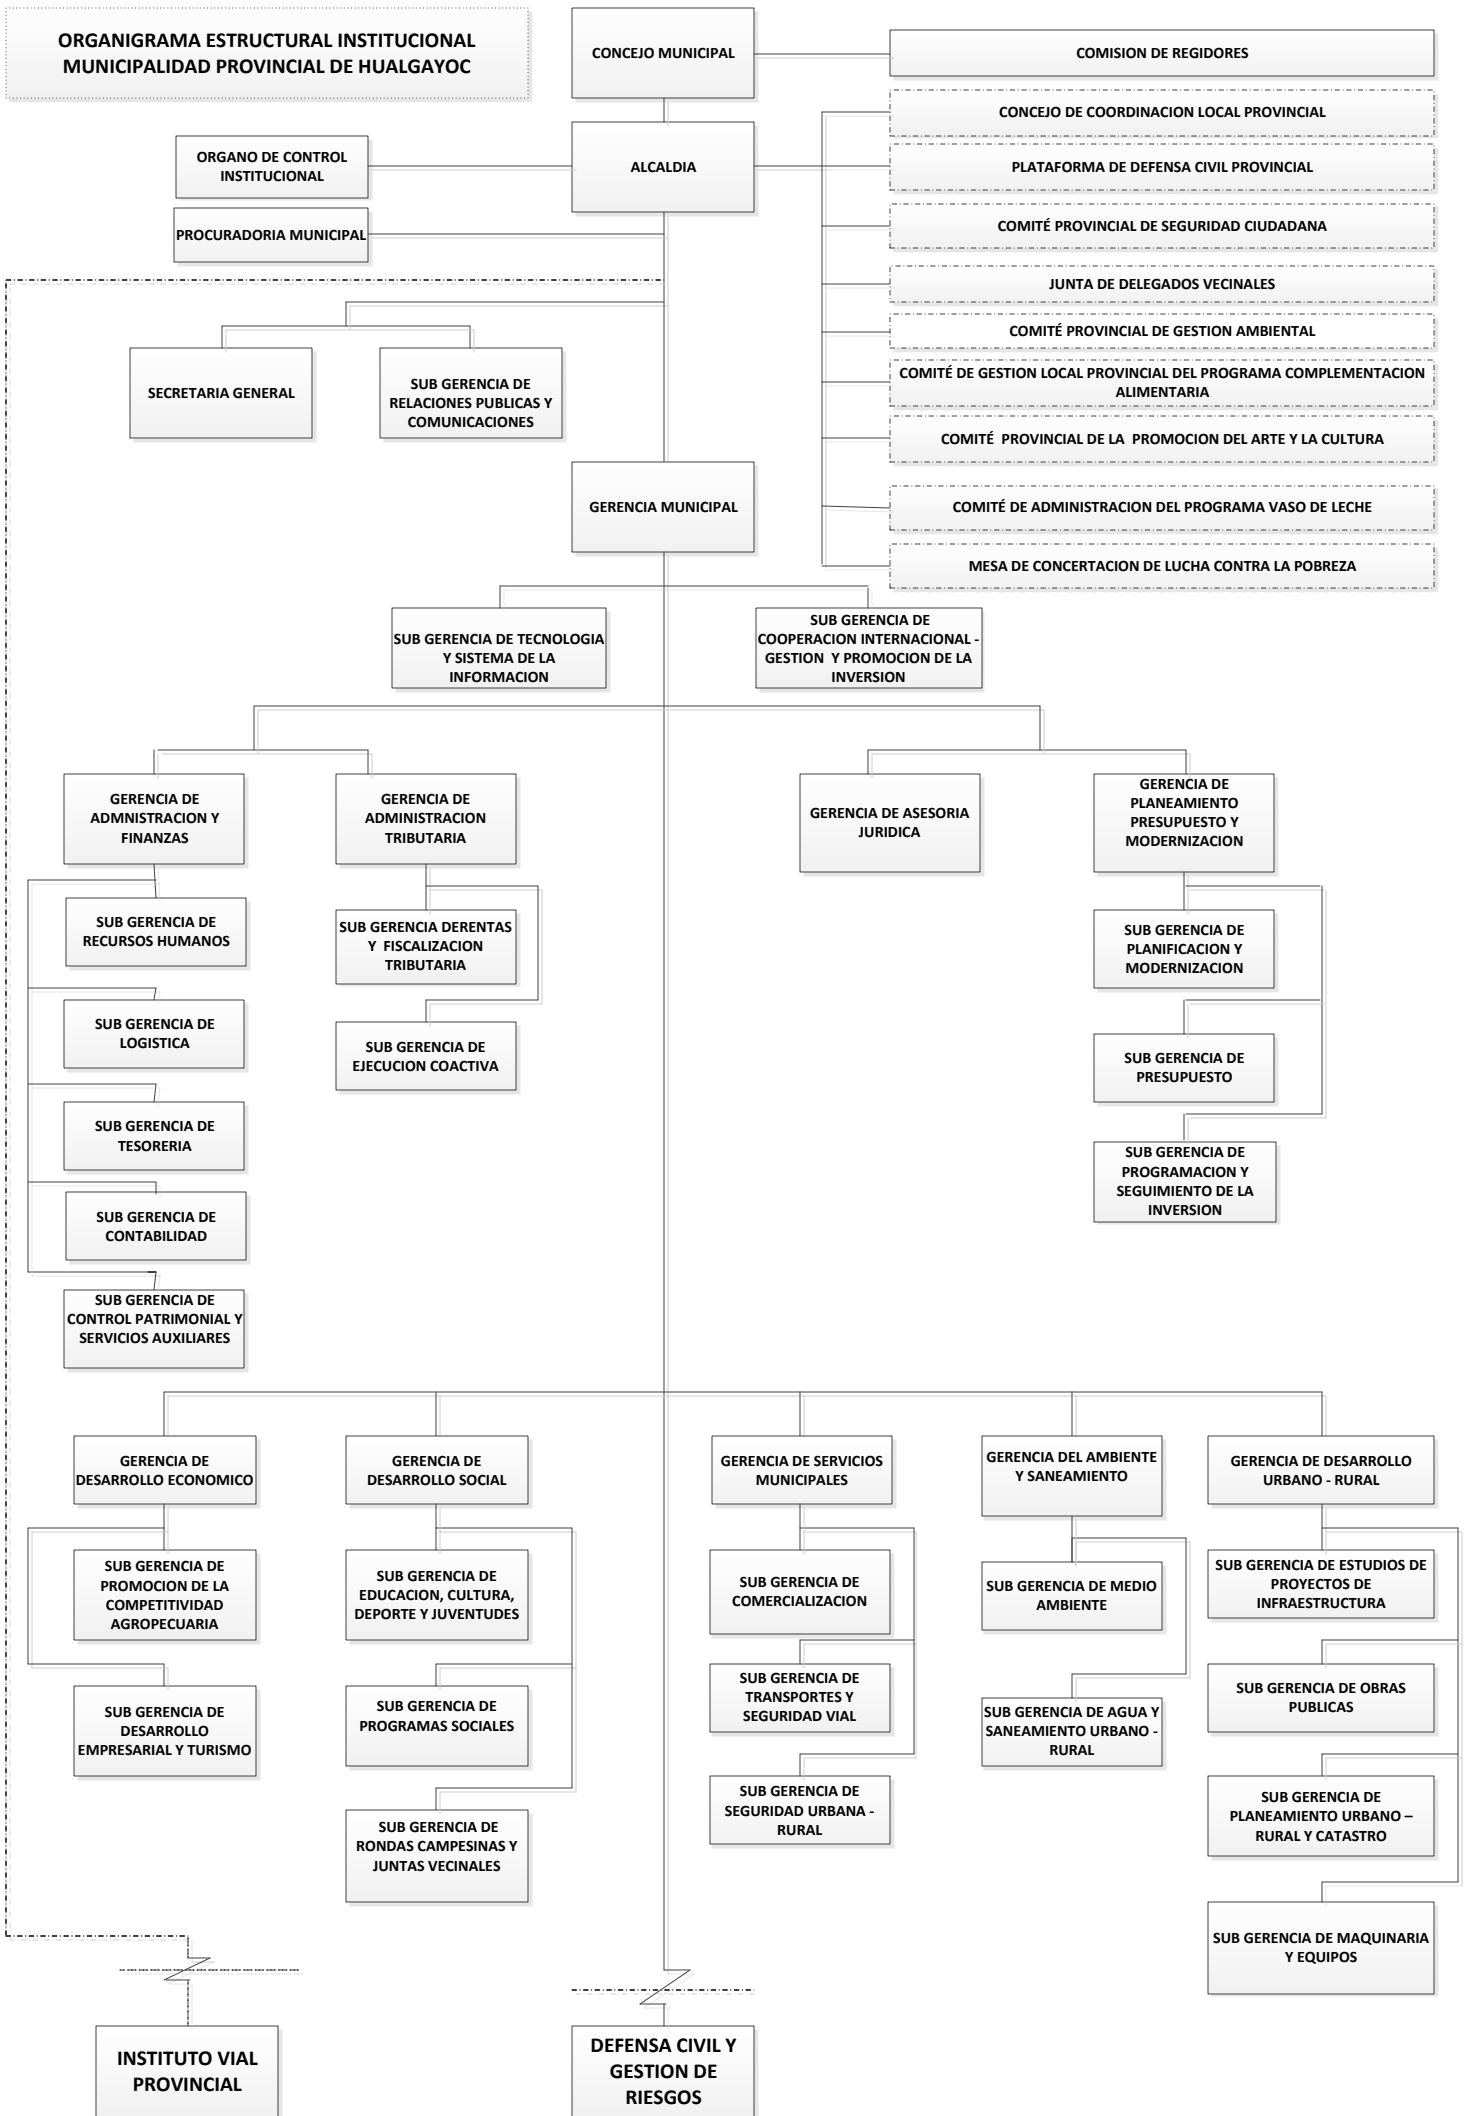 ORGANIGRAMA ESTRUCTURAL INSTITUCIONAL
MUNICIPALIDAD PROVINCIAL DE HUALGAYOC
CONCEJO MUNICIPAL
COMISION DE REGIDORES
CONCEJO DE COORDINACION LOCAL PROVINCIAL
ORGANO DE CONTROL
INSTITUCIONAL
ALCALDIA
PLATAFORMA DE DEFENSA CIVIL PROVINCIAL
PROCURADORIA MUNICIPAL
COMITÉ PROVINCIAL DE SEGURIDAD CIUDADANA
JUNTA DE DELEGADOS VECINALES
COMITÉ PROVINCIAL DE GESTION AMBIENTAL
COMITÉ DE GESTION LOCAL PROVINCIAL DEL PROGRAMA COMPLEMENTACION
ALIMENTARIA
SECRETARIA GENERAL
SUB GERENCIA DE
RELACIONES PUBLICAS Y
COMUNICACIONES
COMITÉ PROVINCIAL DE LA PROMOCION DEL ARTE Y LA CULTURA
GERENCIA MUNICIPAL
COMITÉ DE ADMINISTRACION DEL PROGRAMA VASO DE LECHE
MESA DE CONCERTACION DE LUCHA CONTRA LA POBREZA
SUB GERENCIA DE TECNOLOGIA
Y SISTEMA DE LA
INFORMACION
SUB GERENCIA DE
COOPERACION INTERNACIONAL -
GESTION Y PROMOCION DE LA
INVERSION
GERENCIA DE
ADMNISTRACION Y
FINANZAS
GERENCIA DE
ADMINISTRACION
TRIBUTARIA
GERENCIA DE ASESORIA
JURIDICA
GERENCIA DE
PLANEAMIENTO
PRESUPUESTO Y
MODERNIZACION
SUB GERENCIA DE
RECURSOS HUMANOS
SUB GERENCIA DERENTAS
Y FISCALIZACION
TRIBUTARIA
SUB GERENCIA DE
PLANIFICACION Y
MODERNIZACION
SUB GERENCIA DE
LOGISTICA
SUB GERENCIA DE
EJECUCION COACTIVA
SUB GERENCIA DE
PRESUPUESTO
SUB GERENCIA DE
TESORERIA
SUB GERENCIA DE
PROGRAMACION Y
SEGUIMIENTO DE LA
INVERSION
SUB GERENCIA DE
CONTABILIDAD
SUB GERENCIA DE
CONTROL PATRIMONIAL Y
SERVICIOS AUXILIARES
GERENCIA DE
DESARROLLO ECONOMICO
GERENCIA DE
DESARROLLO SOCIAL
GERENCIA DE SERVICIOS
MUNICIPALES
GERENCIA DEL AMBIENTE
Y SANEAMIENTO
GERENCIA DE DESARROLLO
URBANO - RURAL
SUB GERENCIA DE
PROMOCION DE LA
COMPETITIVIDAD
AGROPECUARIA
SUB GERENCIA DE
EDUCACION, CULTURA,
DEPORTE Y JUVENTUDES
SUB GERENCIA DE
COMERCIALIZACION
SUB GERENCIA DE MEDIO
AMBIENTE
SUB GERENCIA DE ESTUDIOS DE
PROYECTOS DE
INFRAESTRUCTURA
SUB GERENCIA DE
DESARROLLO
EMPRESARIAL Y TURISMO
SUB GERENCIA DE
PROGRAMAS SOCIALES
SUB GERENCIA DE
TRANSPORTES Y
SEGURIDAD VIAL
SUB GERENCIA DE AGUA Y
SANEAMIENTO URBANO -
RURAL
SUB GERENCIA DE OBRAS
PUBLICAS
SUB GERENCIA DE
RONDAS CAMPESINAS Y
JUNTAS VECINALES
SUB GERENCIA DE
SEGURIDAD URBANA -
RURAL
SUB GERENCIA DE
PLANEAMIENTO URBANO –
RURAL Y CATASTRO
SUB GERENCIA DE MAQUINARIA
Y EQUIPOS
INSTITUTO VIAL
PROVINCIAL
DEFENSA CIVIL Y
GESTION DE
RIESGOS